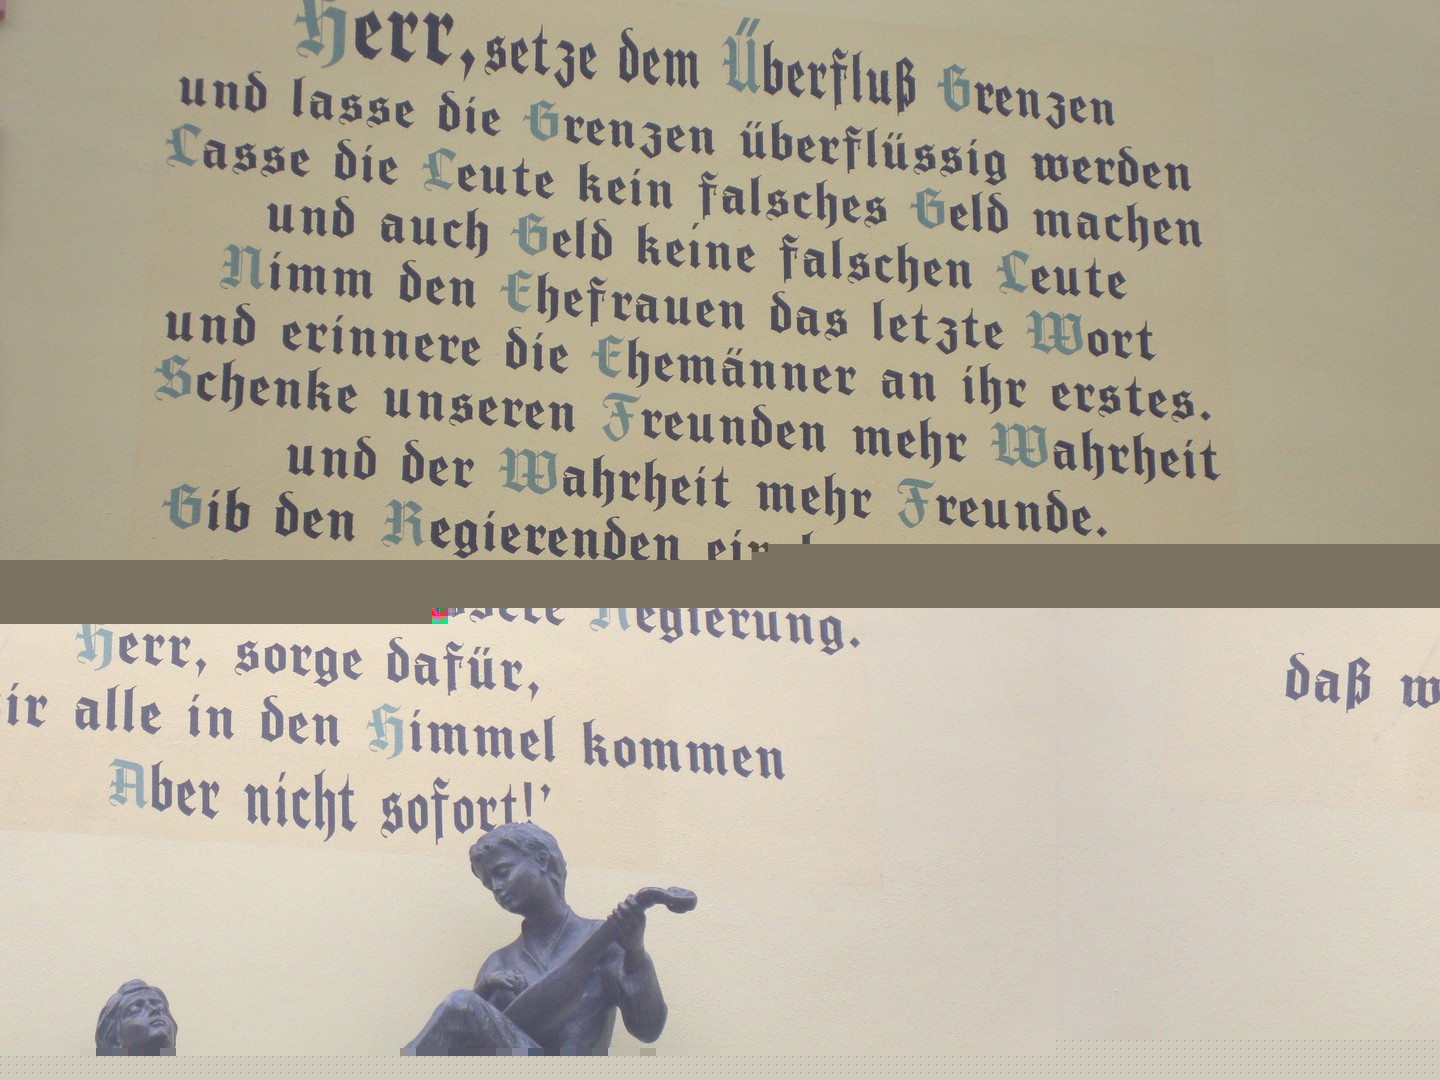 Herr, setze dem Überfluß Grenzen
und lasse die Grenzen überflüssig werden
Lasse die Leute kein falsches Geld machen
und auch Geld keine falschen Leute
Nimm den Ehefrauen das letzte Wort
und erinnere die Ehemänner an ihr erstes.
Schenke unseren Freunden mehr Wahrheit
und der Wahrheit mehr Freunde.
Gib den Regierenden
Regierung.
Herr, sorge dafür,
daß wir alle in den Himmel kommen
Aber nicht sofort!’